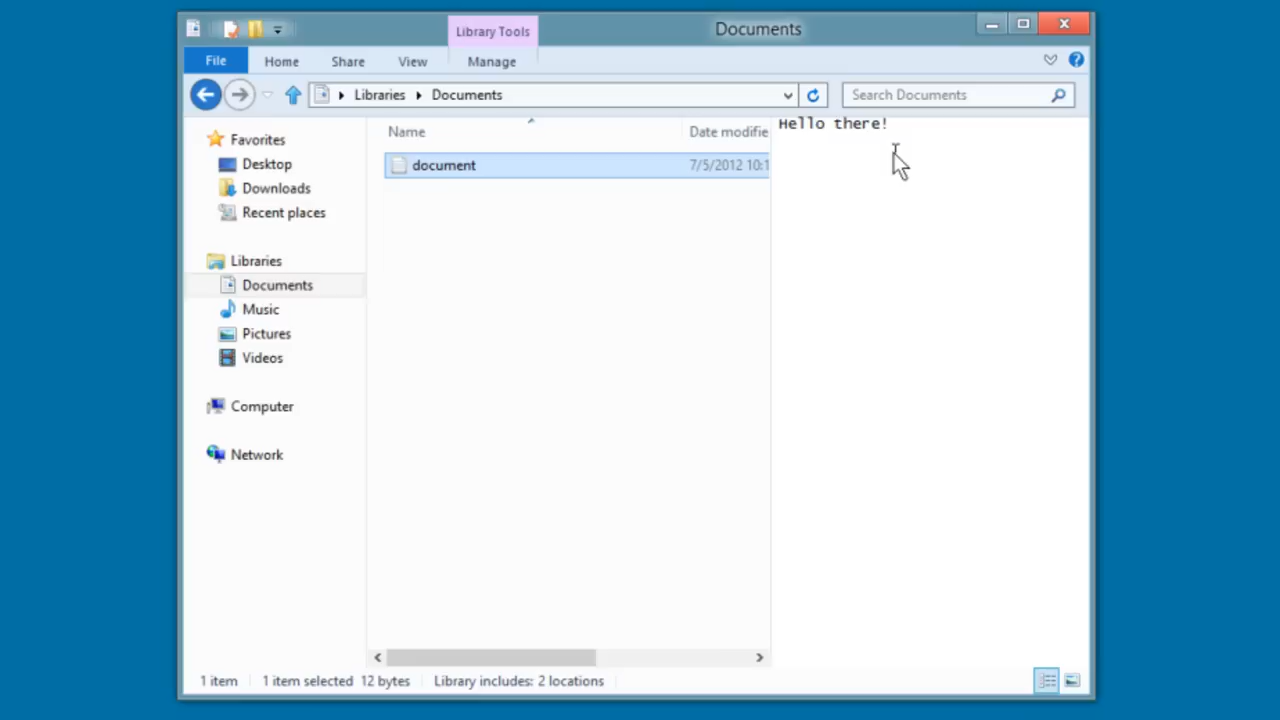 Library Tools
Documents
File
Home
Share
View
Manage
Libraries
Documents
Search Documents
Favorites
Desktop
Downloads
Recent places
Libraries
Documents
Music
Pictures
Videos
Computer
Network
Name
Date modifie
document
7/5/2012 10:1
Hello there!
1 item
1 item selected 12 bytes
Library includes: 2 locations